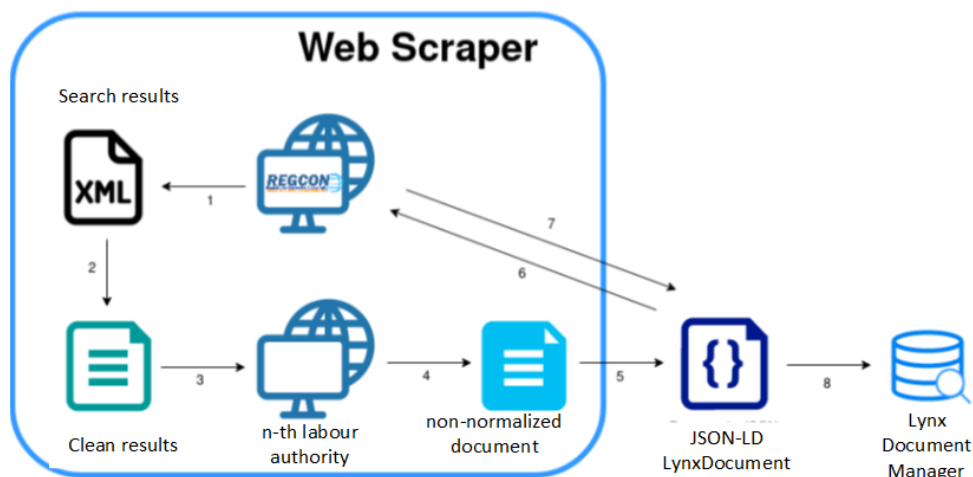 Web Scraper
Search results
XML
REGCON
1
7
2
6
3
4
5
{}
8
Clean results
n-th labour
authority
non-normalized
document
JSON-LD
LynxDocument
Lynx
Document
Manager